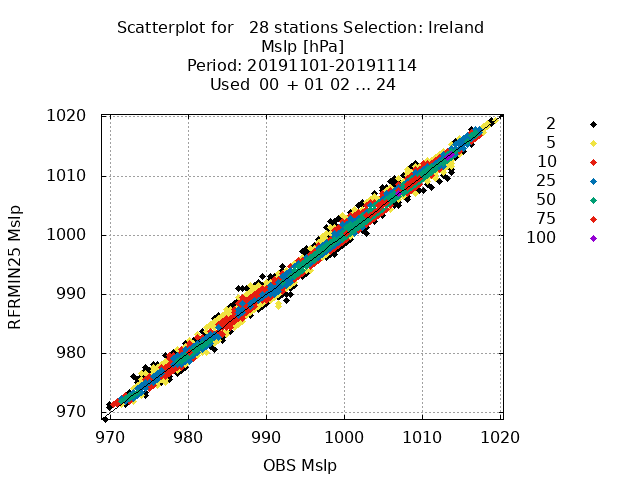 Scatterplot for   28 stations Selection: Ireland
Mslp [hPa]
Period: 20191101-20191114
Used  00 + 01 02 ... 24
RFRMIN25 Mslp
1020
1010
1000
990
980
970
970 980 990 1000 1010 1020
OBS Mslp
2
5
10
25
50
75
100